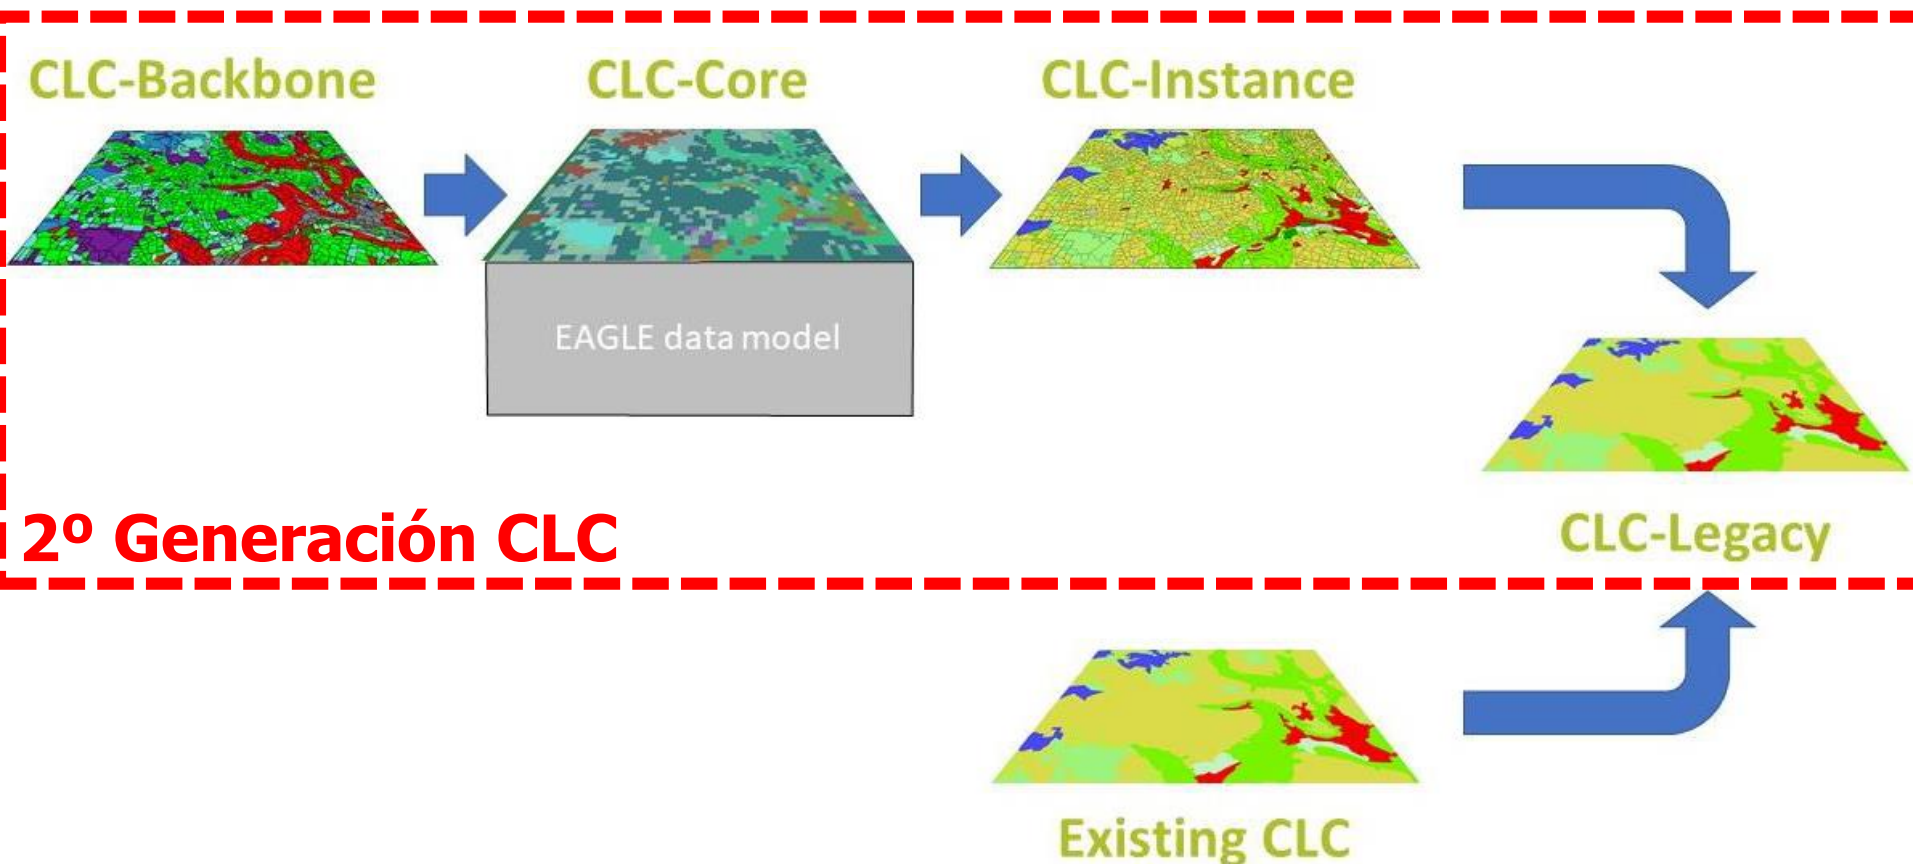 CLC-Backbone
CLC-Core
CLC-Instance
EAGLE data model
2º Generación CLC
CLC-Legacy
Existing CLC